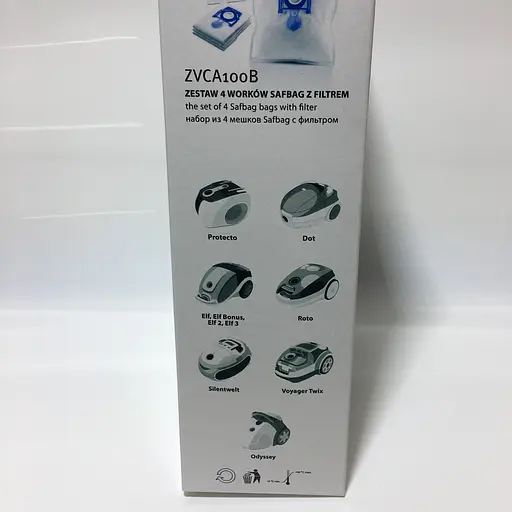 ZVCA100B
ZESTAW 4 WORKÓW SAFBAG Z FILTREM
the set of 4 Safbag bags with filter
набор из 4 мешков Safbag с фильтром
Protecto
Dot
Elf, Elf Bonus,
Elf 2, Elf 3
Roto
Silentwelt
Voyager Twix
Odyssey